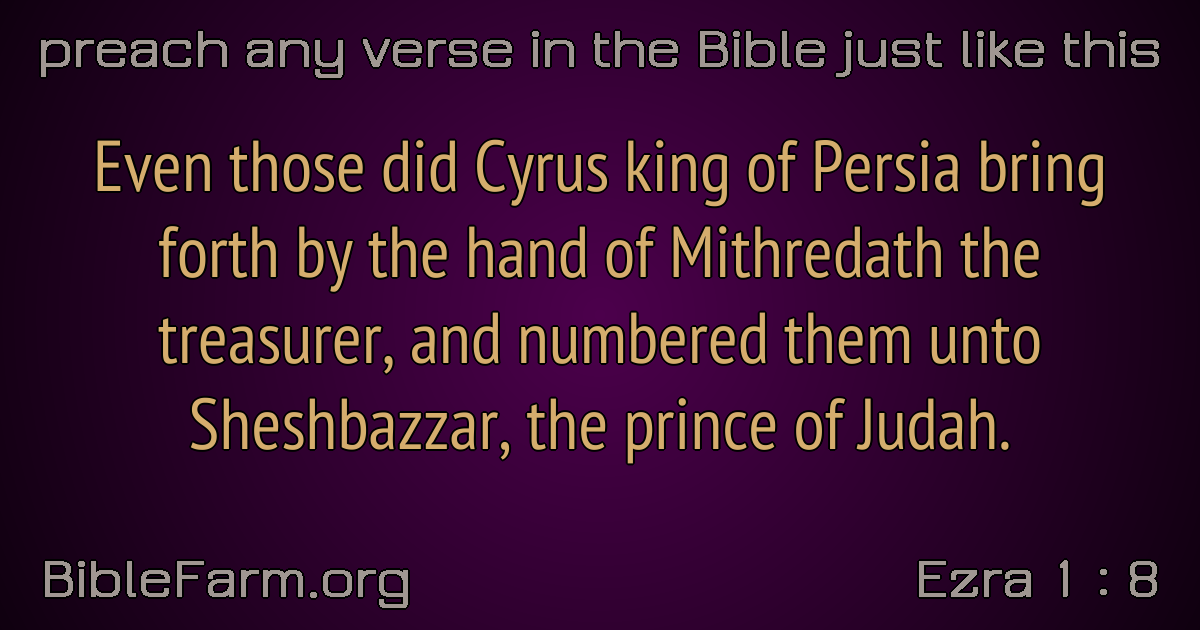 preach any verse in the Bible just like this
Even those did Cyrus king of Persia bring
forth by the hand of Mithredath the
treasurer, and numbered them unto
Sheshbazzar, the prince of Judah.
BibleFarm.org
Ezra 1 : 8